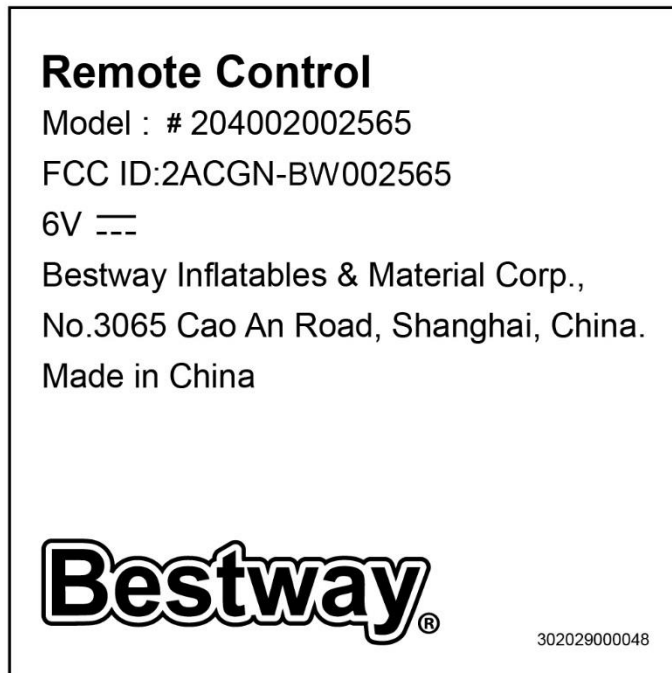 Remote Control
Model : # 204002002565
FCC ID:2ACGN-BW002565
6V
Bestway Inflatables & Material Corp.,
No.3065 Cao An Road, Shanghai, China.
Made in China
Bestway®
302029000048